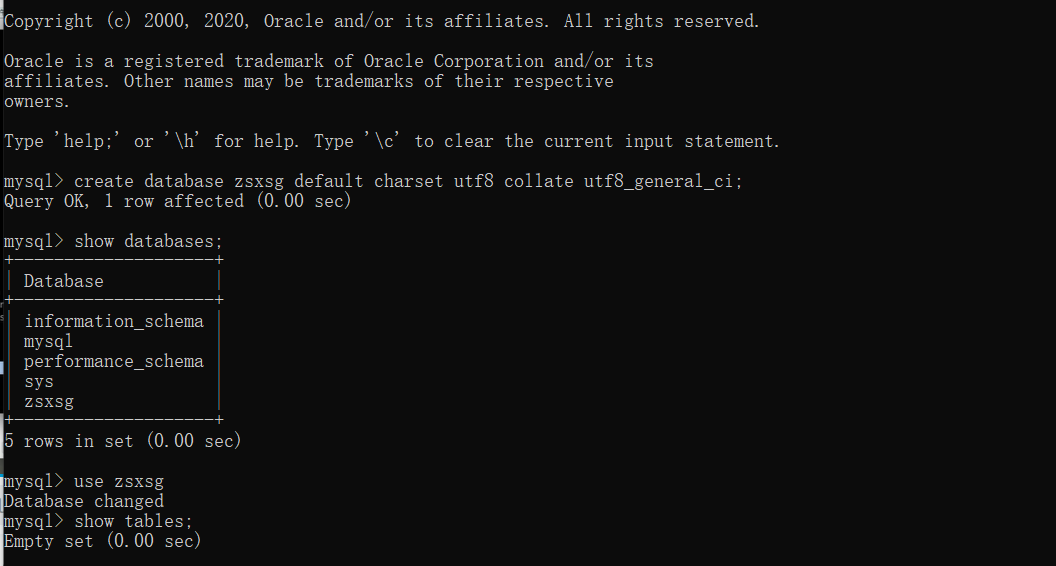 Copyright (c) 2000, 2020, Oracle and/or its affiliates. All rights reserved.
Oracle is a registered trademark of Oracle Corporation and/or its
affiliates. Other names may be trademarks of their respective
owners.
Type 'help;' or '\h' for help. Type '\c' to clear the current input statement.
mysql> create database zsxsg default charset utf8 collate utf8_general_ci;
Query OK, 1 row affected (0.00 sec)
mysql> show databases;
+--------------------+
| Database           |
+--------------------+
| information_schema |
| mysql              |
| performance_schema |
| sys                |
| zsxsg              |
+--------------------+
5 rows in set (0.00 sec)
mysql> use zsxsg
Database changed
mysql> show tables;
Empty set (0.00 sec)